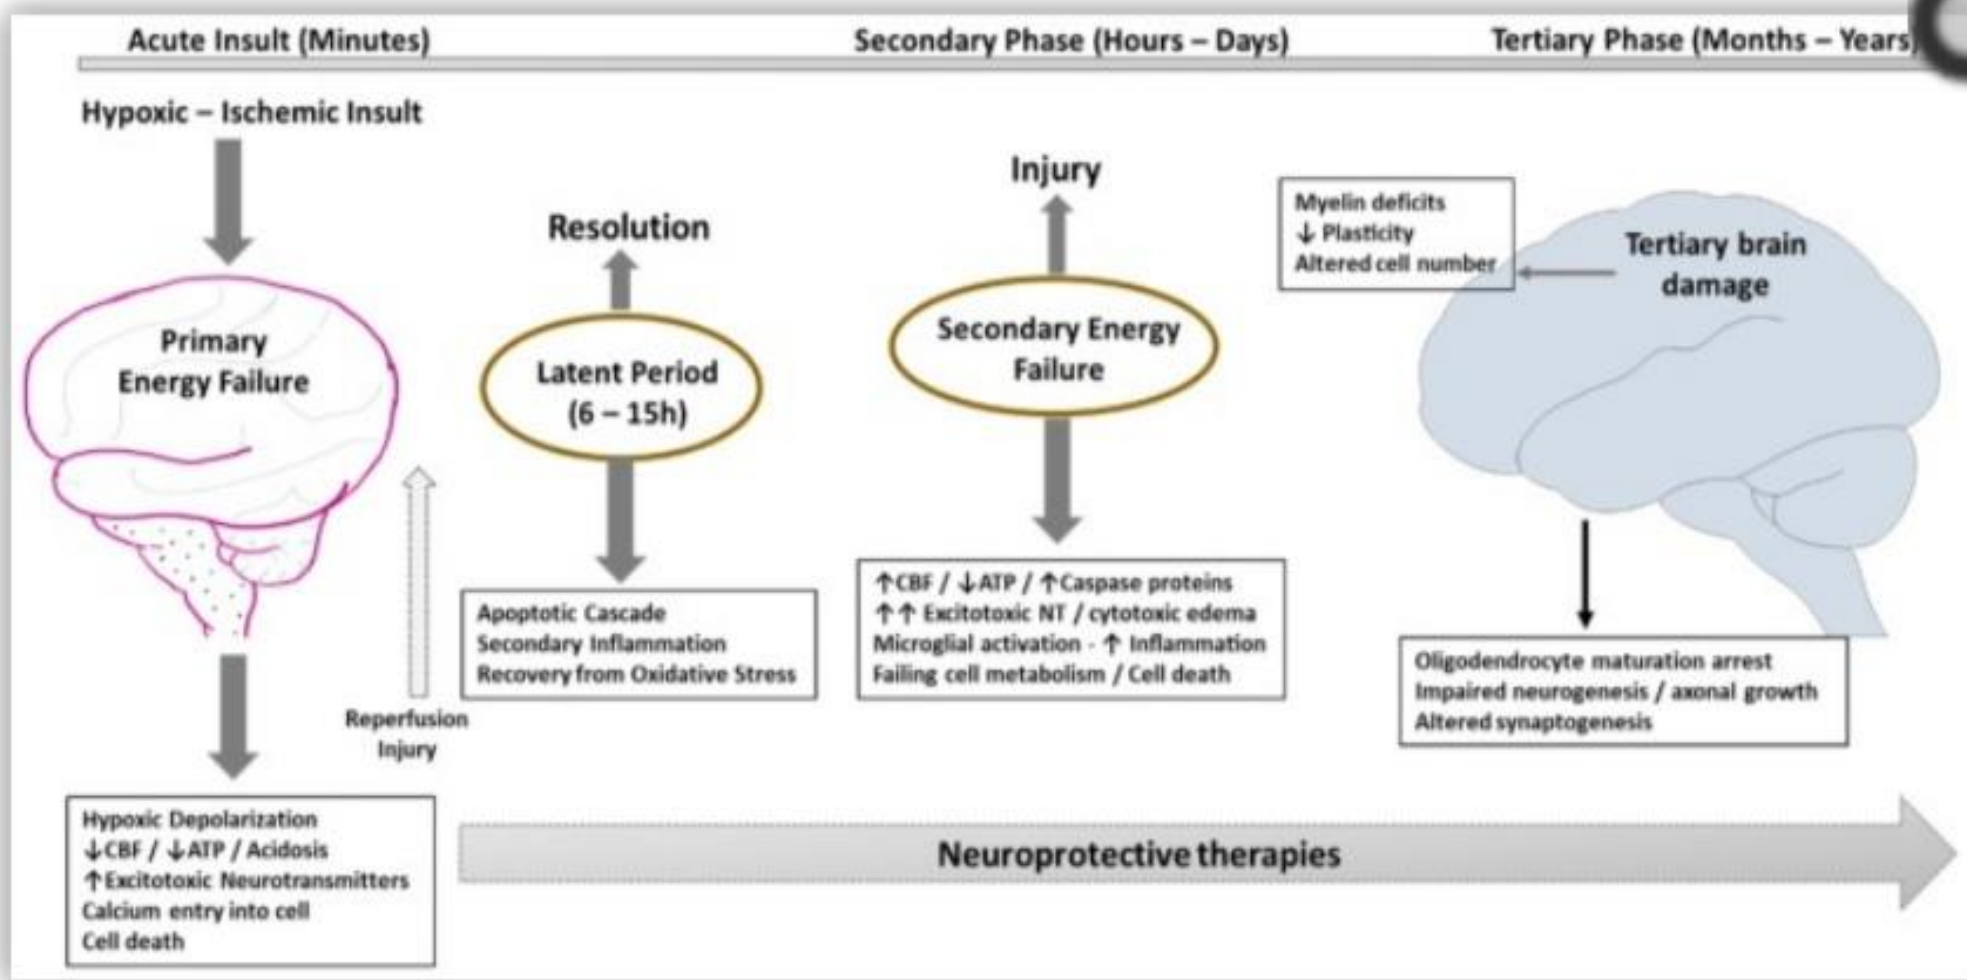 Acute Insult (Minutes)
Secondary Phase (Hours – Days)
Tertiary Phase (Months – Years)
Hypoxic – Ischemic Insult
Primary
Energy Failure
Hypoxic Depolarization
↓CBF / ↓ATP / Acidosis
↑Excitotoxic Neurotransmitters
Calcium entry into cell
Cell death
Reperfusion
Injury
Resolution
Latent Period
(6 – 15h)
Apoptotic Cascade
Secondary Inflammation
Recovery from Oxidative Stress
Injury
Secondary Energy
Failure
↑CBF / ↓ATP / ↑Caspase proteins
↑↑ Excitotoxic NT / cytotoxic edema
Microglial activation - ↑ Inflammation
Failing cell metabolism / Cell death
Myelin deficits
↓ Plasticity
Altered cell number
Tertiary brain
damage
Oligodendrocyte maturation arrest
Impaired neurogenesis / axonal growth
Altered synaptogenesis
Neuroprotective therapies